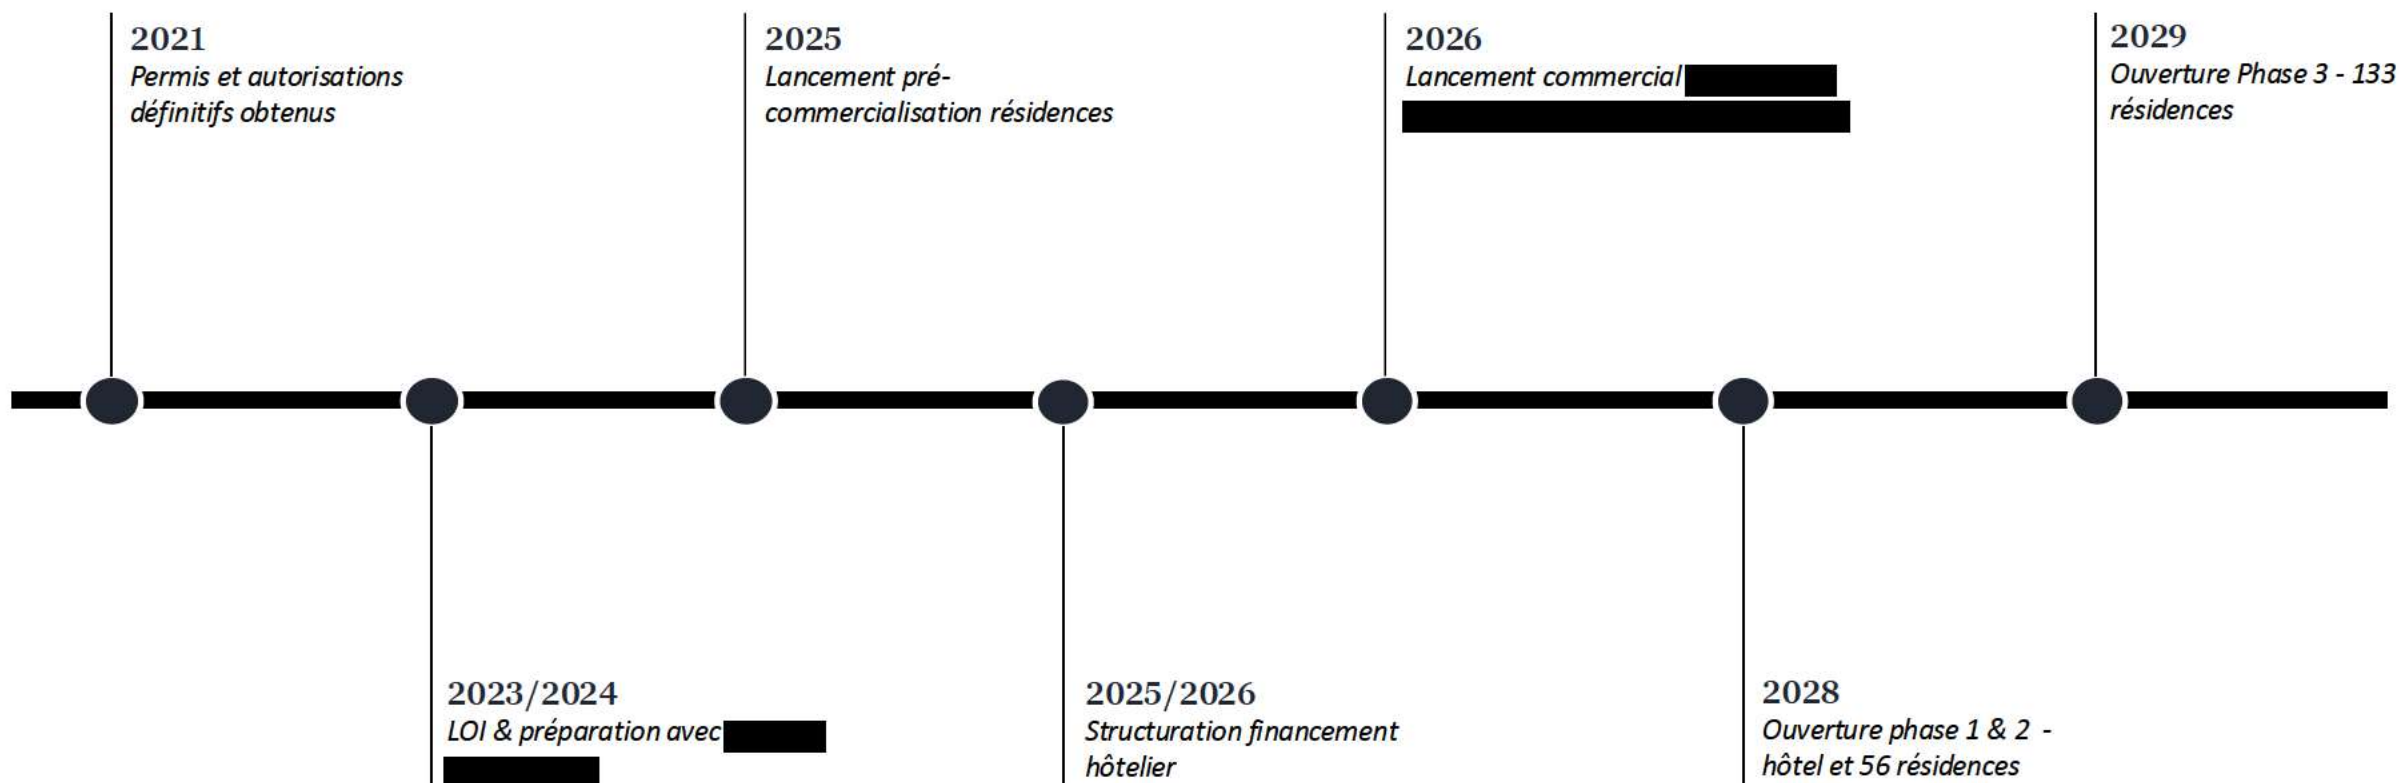 2021
Permis et autorisations
définitifs obtenus
2025
Lancement pré-
commercialisation résidences
2026
Lancement commercial
2029
Ouverture Phase 3 - 133
résidences
2023/2024
LOI & préparation avec
2025/2026
Structuration financement
hôtelier
2028
Ouverture phase 1 & 2 -
hôtel et 56 résidences